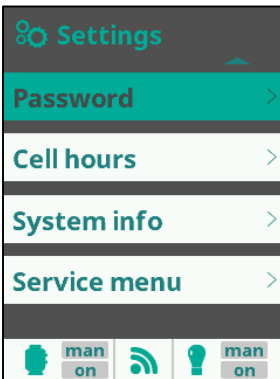 Settings
Password
Cell hours
System info
Service menu
man man
on on